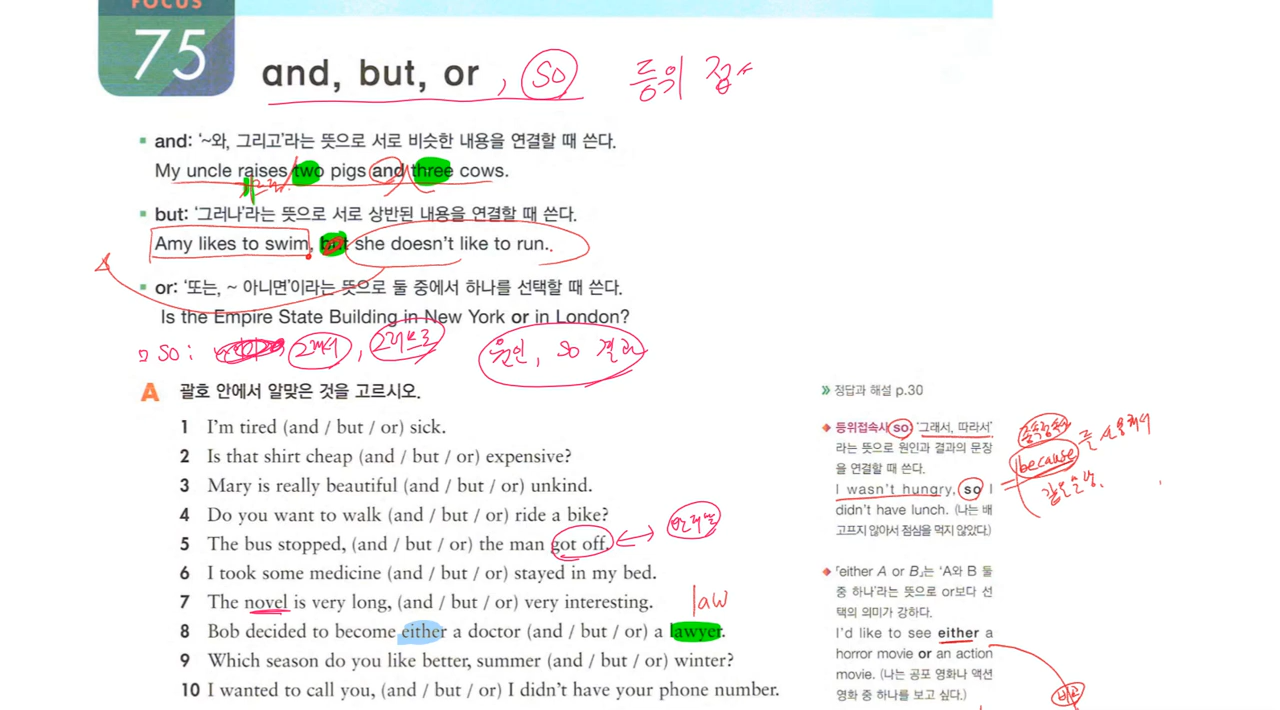 FOCUS
75
and, but, or , so 등위 접속
and: '~와, 그리고'라는 뜻으로 서로 비슷한 내용을 연결할 때 쓴다.
My uncle raises two pigs and three cows.
but: '그러나'라는 뜻으로 서로 상반된 내용을 연결할 때 쓴다.
Amy likes to swim, but she doesn't like to run.
or: '또는, ~ 아니면'이라는 뜻으로 둘 중에서 하나를 선택할 때 쓴다.
Is the Empire State Building in New York or in London?
so : 그래서 , 그러므로 원인, so 결과
A 괄호 안에서 알맞은 것을 고르시오.
1 I'm tired (and / but / or) sick.
2 Is that shirt cheap (and / but / or) expensive?
3 Mary is really beautiful (and / but / or) unkind.
4 Do you want to walk (and / but / or) ride a bike?
5 The bus stopped, (and / but / or) the man got off. 반대말
6 I took some medicine (and / but / or) stayed in my bed.
7 The novel is very long, (and / but / or) very interesting. law
8 Bob decided to become either a doctor (and / but / or) a lawyer.
9 Which season do you like better, summer (and / but / or) winter?
10 I wanted to call you, (and / but / or) I didn't have your phone number.
정답과 해설 p.30
등위접속사 so: '그래서, 따라서'
라는 뜻으로 원인과 결과의 문장
을 연결할 때 쓴다.
I wasn't hungry, so I
didn't have lunch. (나는 배
고프지 않아서 점심을 먹지 않았다)
종속접속사
because 를 사용해서
「either A or B」는 'A와 B 둘
중 하나'라는 뜻으로 or보다 선
택의 의미가 강하다.
I'd like to see either a
horror movie or an action
movie. (나는 공포 영화나 액션
영화 중 하나를 보고 싶다.)
비교